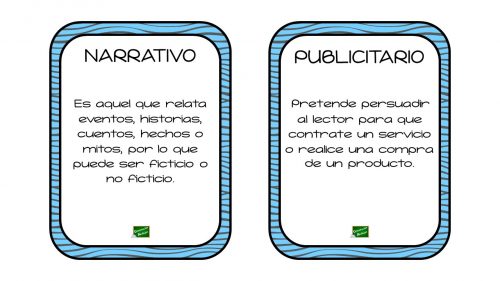 NARRATIVO
Es aquel que relata
eventos, historias,
cuentos, hechos o
mitos, por lo que
puede ser ficticio o
no ficticio.
PUBLICITARIO
Pretende persuadir
al lector para que
contrate un servicio
o realice una compra
de un producto.